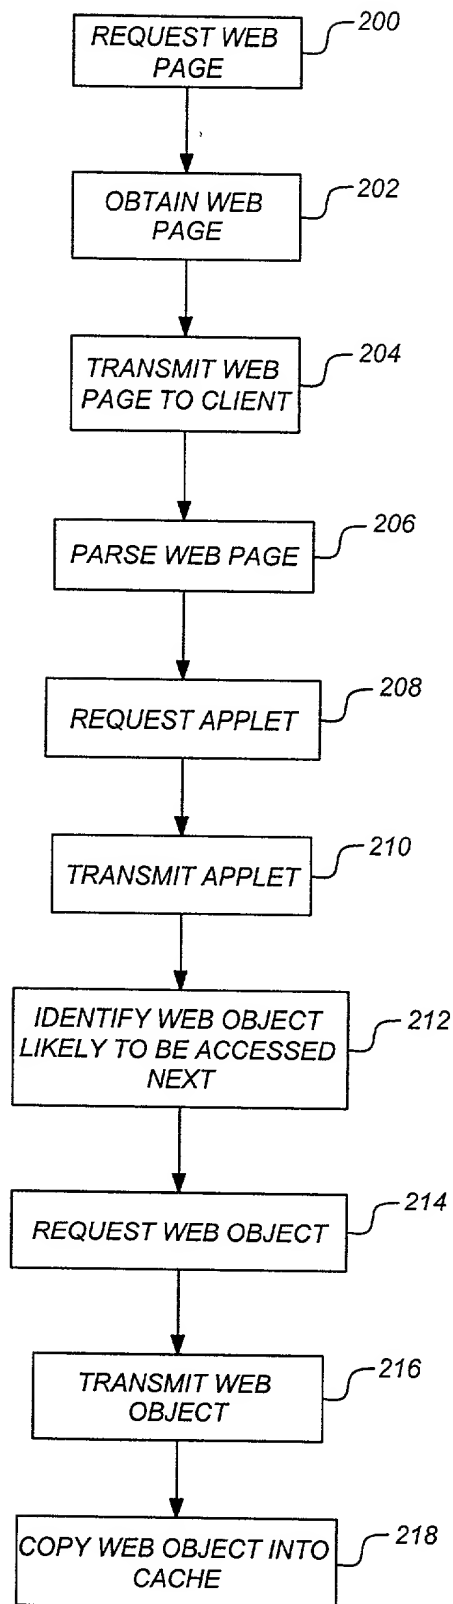 REQUEST WEB
PAGE
200
OBTAIN WEB
PAGE
202
TRANSMIT WEB
PAGE TO CLIENT
204
PARSE WEB PAGE
206
REQUEST APPLET
208
TRANSMIT APPLET
210
IDENTIFY WEB OBJECT
LIKELY TO BE ACCESSED
NEXT
212
REQUEST WEB OBJECT
214
TRANSMIT WEB
OBJECT
216
COPY WEB OBJECT INTO
CACHE
218